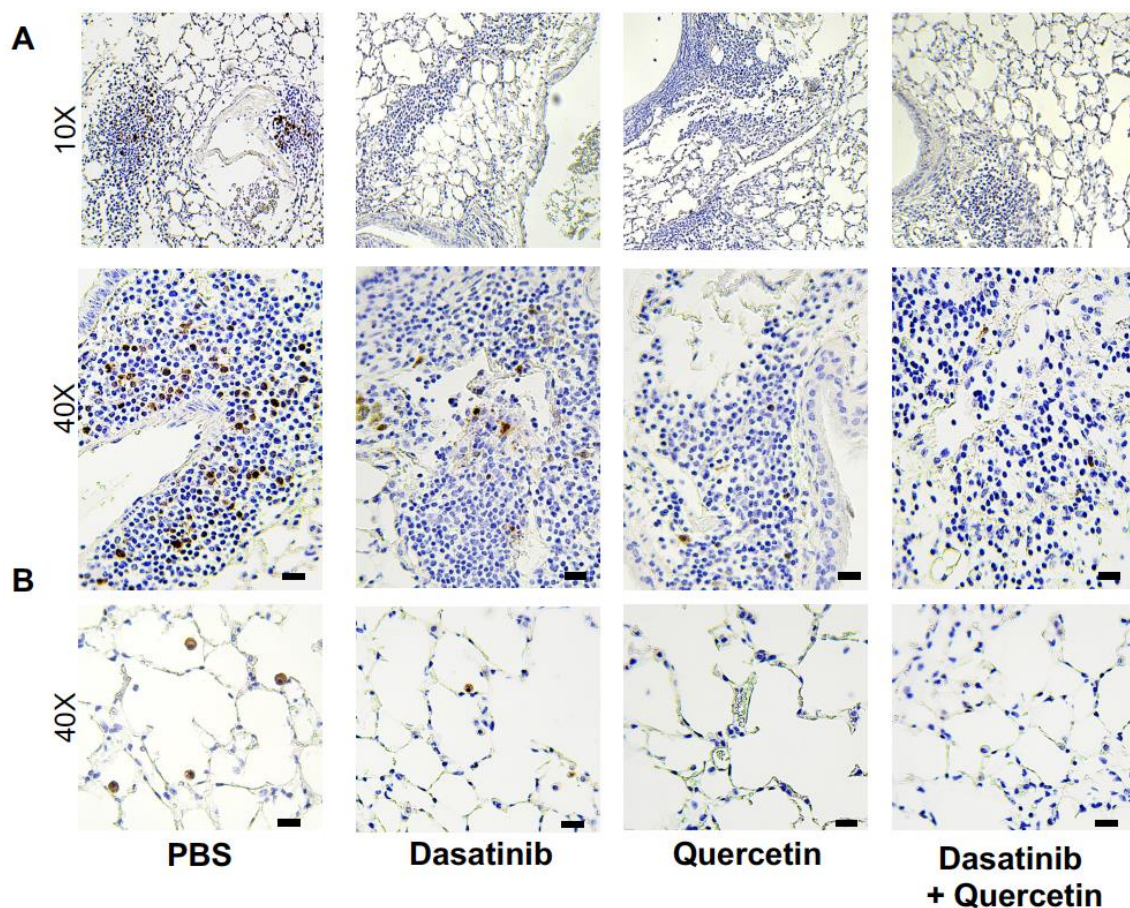 A
10X
40X
B
40X
PBS
Dasatinib
Quercetin
Dasatinib
+ Quercetin